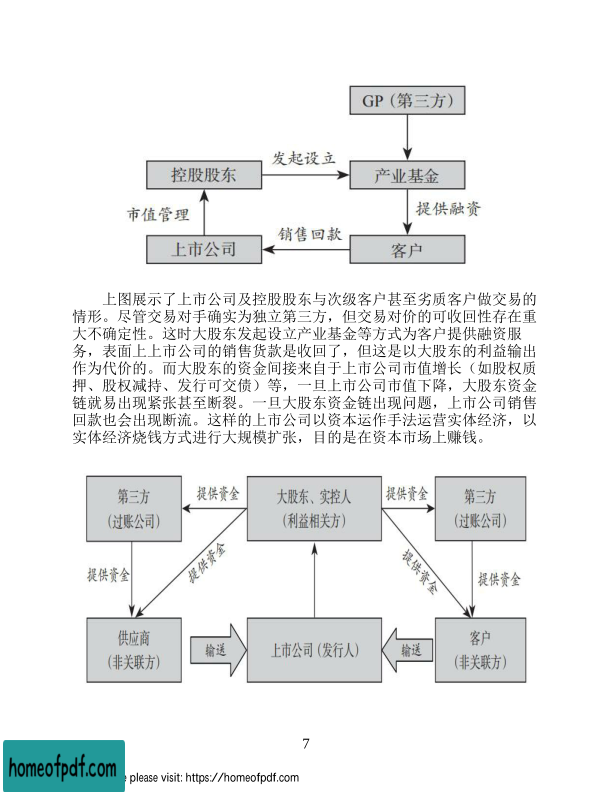 GP（第三方）
发起设立
控股股东
产业基金
市值管理
提供融资
销售回款
上市公司
客户
上图展示了上市公司及控股股东与次级客户甚至劣质客户做交易的
情形。尽管交易对手确实为独立第三方，但交易对价的可收回性存在重
大不确定性。这时大股东发起设立产业基金等方式为客户提供融资服
务，表面上上市公司的销售货款是收回了，但这是以大股东的利益输出
作为代价的。而大股东的资金间接来自于上市公司市值增长（如股权质
押、股权减持、发行可交债）等，一旦上市公司市值下降，大股东资金
链就易出现紧张甚至断裂。一旦大股东资金链出现问题，上市公司销售
回款也会出现断流。这样的上市公司以资本运作手法运营实体经济，以
实体经济烧钱方式进行大规模扩张，目的是在资本市场上赚钱。
第三方
（过账公司）
提供资金
大股东、实控人
（利益相关方）
提供资金
第三方
（过账公司）
提供资金
提供资金
提供资金
提供资金
供应商
（非关联方）
输送
上市公司（发行人）
输送
客户
（非关联方）
7
homeofpdf.com
e please visit: https://homeofpdf.com